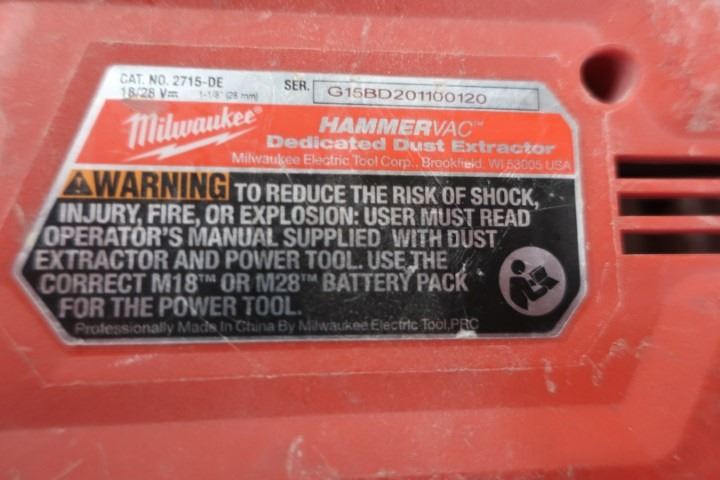 CAT. NO. 2715-DE
SER. G15BD201100120
18/28 V⎓ 1-1/8" (28 mm)
Milwaukee®
HAMMERVAC™
Dedicated Dust Extractor
Milwaukee Electric Tool Corp., Brookfield, WI 53005 USA
WARNING TO REDUCE THE RISK OF SHOCK,
INJURY, FIRE, OR EXPLOSION: USER MUST READ
OPERATOR'S MANUAL SUPPLIED WITH DUST
EXTRACTOR AND POWER TOOL. USE THE
CORRECT M18™ OR M28™ BATTERY PACK
FOR THE POWER TOOL.
Professionally Made In China By Milwaukee Electric Tool,PRC